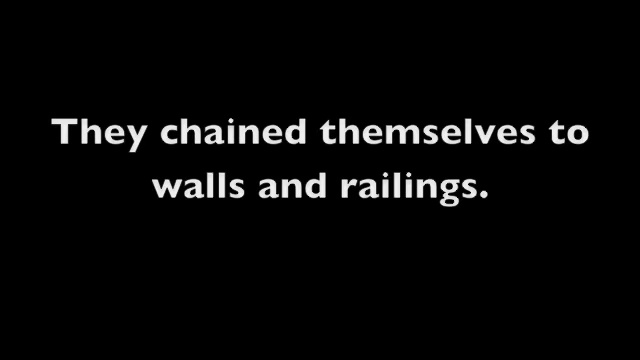 They chained themselves to
walls and railings.